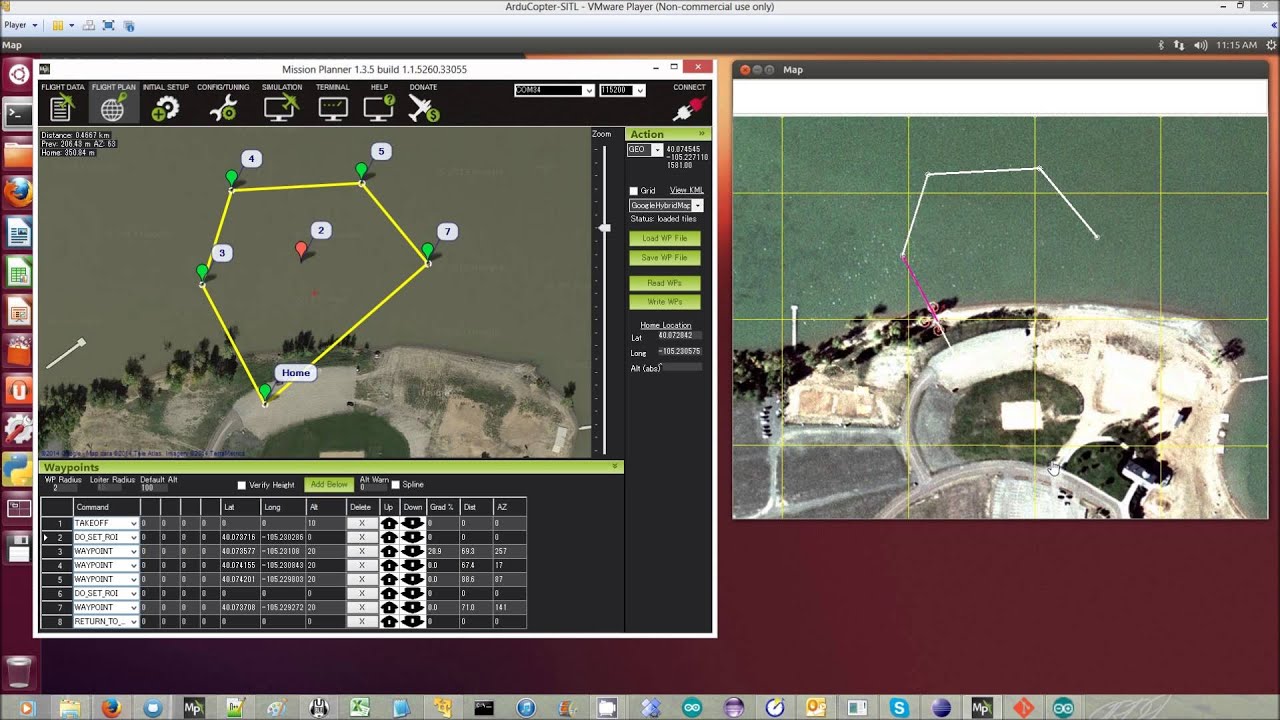 ArduCopter-SITL - VMware Player (Non-commercial use only)
Player
Map
11:15 AM
Mission Planner 1.3.5 build 1.1.5260.33055
FLIGHT DATA FLIGHT PLAN INITIAL SETUP CONFIG/TUNING SIMULATION TERMINAL HELP DONATE
COM34 115200 CONNECT
Distance: 0.4667 km
Prev: 206.48 m AZ: 63
Home: 350.84 m
Zoom
Action
GEO 40.074545
-105.227110
1581.00
Grid View KML
GoogleHybridMap
Status: loaded tiles
Load WP File
Save WP File
Read WPs
Write WPs
Home Location
Lat 40.072842
Long -105.230575
Alt (abs)
4
5
2
7
3
Home
Map
Waypoints
WP Radius Loiter Radius Default Alt
2 45 100
Verify Height Add Below Alt Warn 0 Spline
Command Lat Long Alt Delete Up Down Grad % Dist AZ
1 TAKEOFF 0 0 0 0 0 0 10 X 0 0 0
2 DO_SET_ROI 0 0 0 0 40.073716 -105.230286 0 X 0 0 0
3 WAYPOINT 0 0 0 0 40.073577 -105.23108 20 X 28.9 69.3 257
4 WAYPOINT 0 0 0 0 40.074155 -105.230843 20 X 0.0 67.4 17
5 WAYPOINT 0 0 0 0 40.074201 -105.229803 20 X 0.0 88.6 87
6 DO_SET_ROI 0 0 0 0 0 0 0 X 0 0 0
7 WAYPOINT 0 0 0 0 40.073708 -105.229272 20 X 0.0 71.0 141
8 RETURN_TO_... 0 0 0 0 0 0 0 X 0 0 0